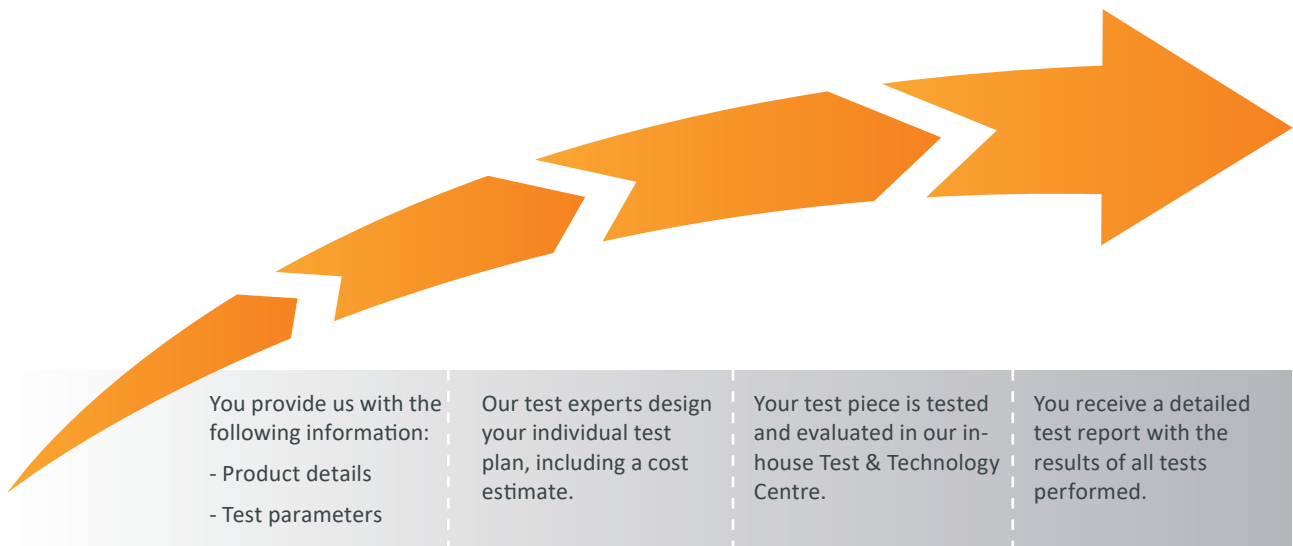 You provide us with the
following information:
- Product details
- Test parameters
Our test experts design
your individual test
plan, including a cost
estimate.
Your test piece is tested
and evaluated in our in-
house Test & Technology
Centre.
You receive a detailed
test report with the
results of all tests
performed.